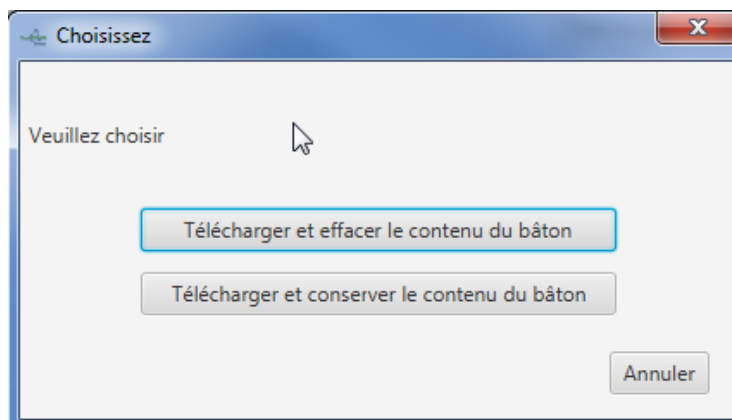 Choisissez
Veuillez choisir
Télécharger et effacer le contenu du bâton
Télécharger et conserver le contenu du bâton
Annuler